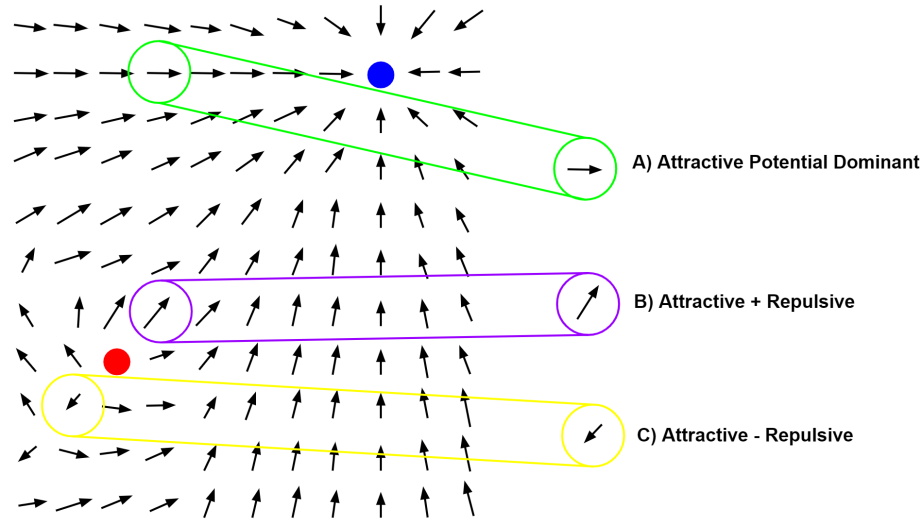 A) Attractive Potential Dominant
B) Attractive + Repulsive
C) Attractive - Repulsive